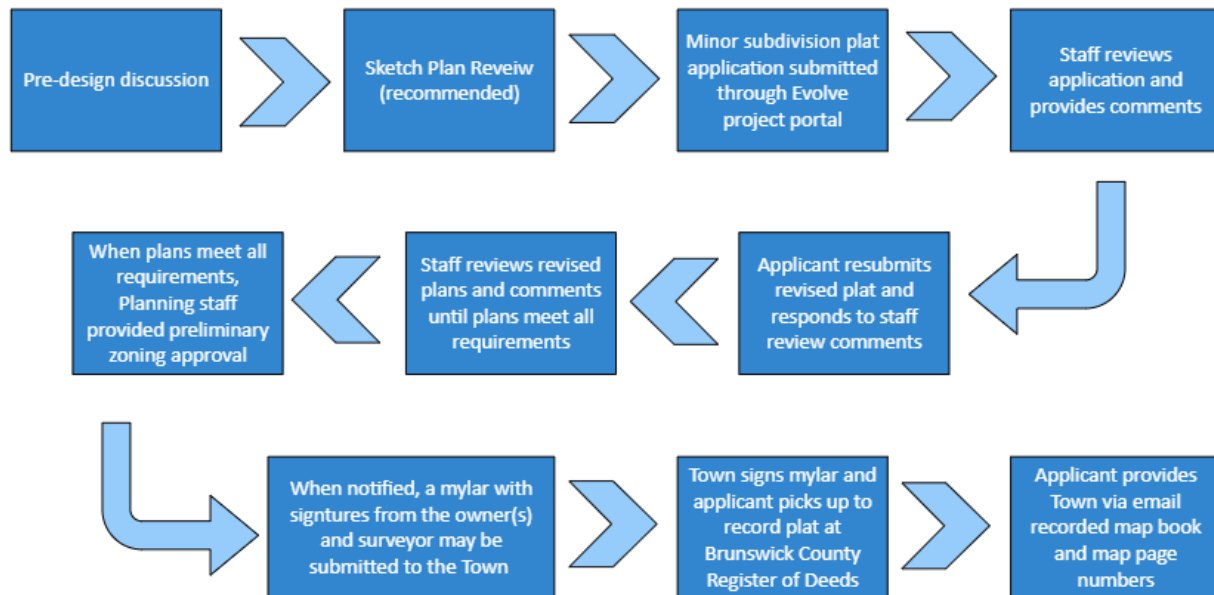 Pre-design discussion
Sketch Plan Reveiw
(recommended)
Minor subdivision plat
application submitted
through Evolve
project portal
Staff reviews
application and
provides comments
Applicant resubmits
revised plat and
responds to staff
review comments
Staff reviews revised
plans and comments
until plans meet all
requirements
When plans meet all
requirements,
Planning staff
provided preliminary
zoning approval
When notified, a mylar with
signtures from the owner(s)
and surveyor may be
submitted to the Town
Town signs mylar and
applicant picks up to
record plat at
Brunswick County
Register of Deeds
Applicant provides
Town via email
recorded map book
and map page
numbers